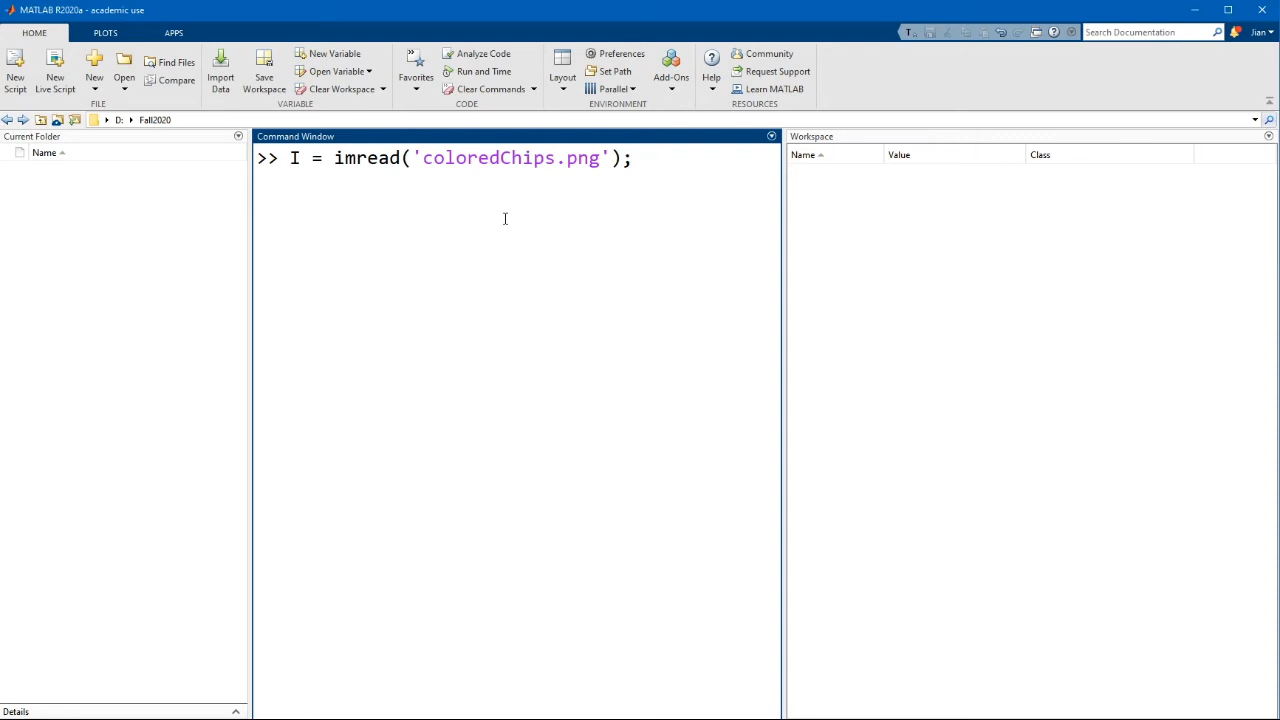 MATLAB R2020a - academic use
HOME PLOTS APPS
Search Documentation Jian
New Script
New Live Script
New
Open
Find Files
Compare
FILE
Import Data
Save Workspace
New Variable
Open Variable
Clear Workspace
VARIABLE
Favorites
Analyze Code
Run and Time
Clear Commands
CODE
Layout
Preferences
Set Path
Parallel
ENVIRONMENT
Add-Ons
Help
Community
Request Support
Learn MATLAB
RESOURCES
D: Fall2020
Current Folder
Name
Command Window
>> I = imread('coloredChips.png');
Workspace
Name Value Class
Details